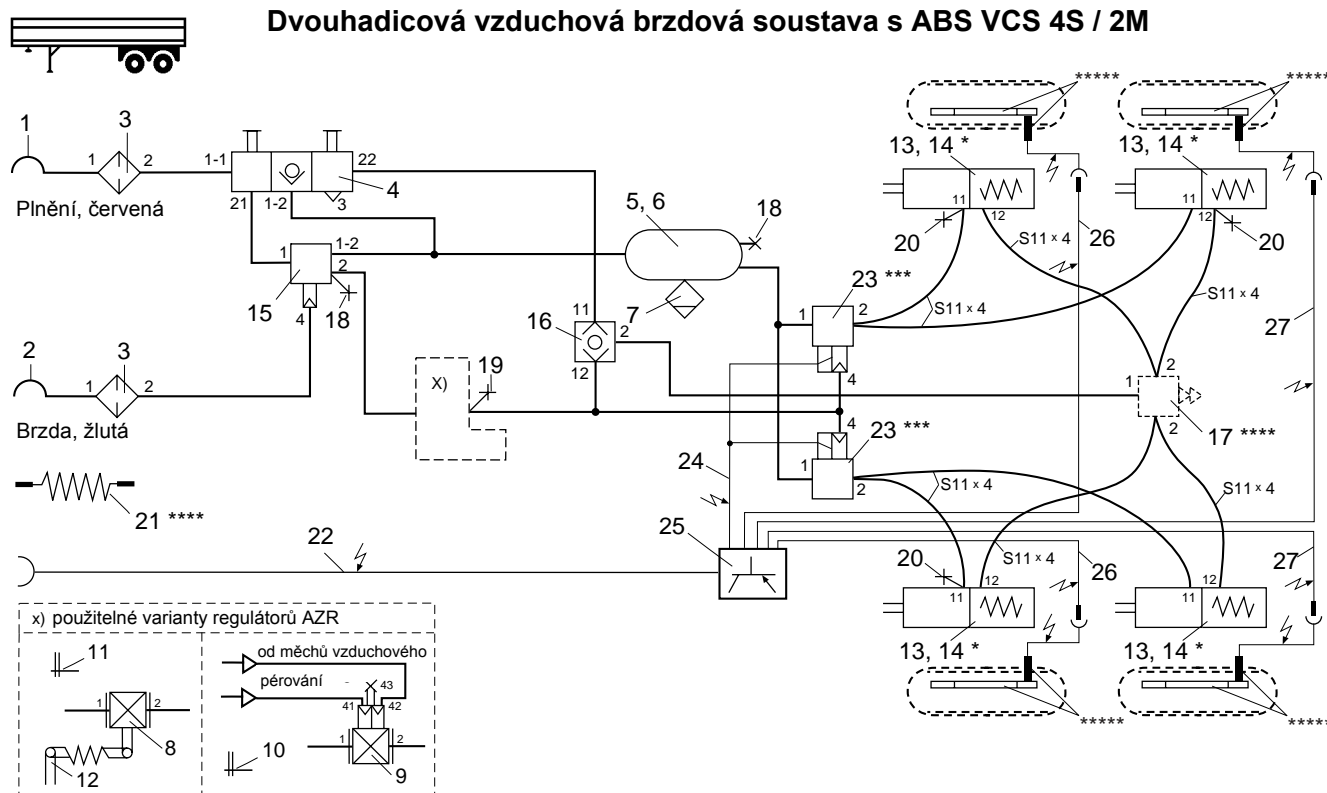 Dvouhadicová vzduchová brzdová soustava s ABS VCS 4S / 2M
***** *****
1 3
1 2 1-1 22
4
21 1-2 3
Plnění, červená
13, 14 * 13, 14 *
11 12 11 12
20 20
S11 x 4
26
5, 6
18
7
1 1-2
2
15
4
18
11
16 2
12
23 ***
1 2
4
S11 x 4
S11 x 4
27
2 3
1 2
Brzda, žlutá
X)
19
1 2
2
17 ****
4
23 ***
1 2
24
S11 x 4
S11 x 4
21 ****
22
25
20
12
S11 x 4
12
26
27
11 11
13, 14 * 13, 14 *
***** *****
x) použitelné varianty regulátorů AZR
11
1 2
8
12
od měchů vzduchového
pérování -
43
41 42
1 2
10
9